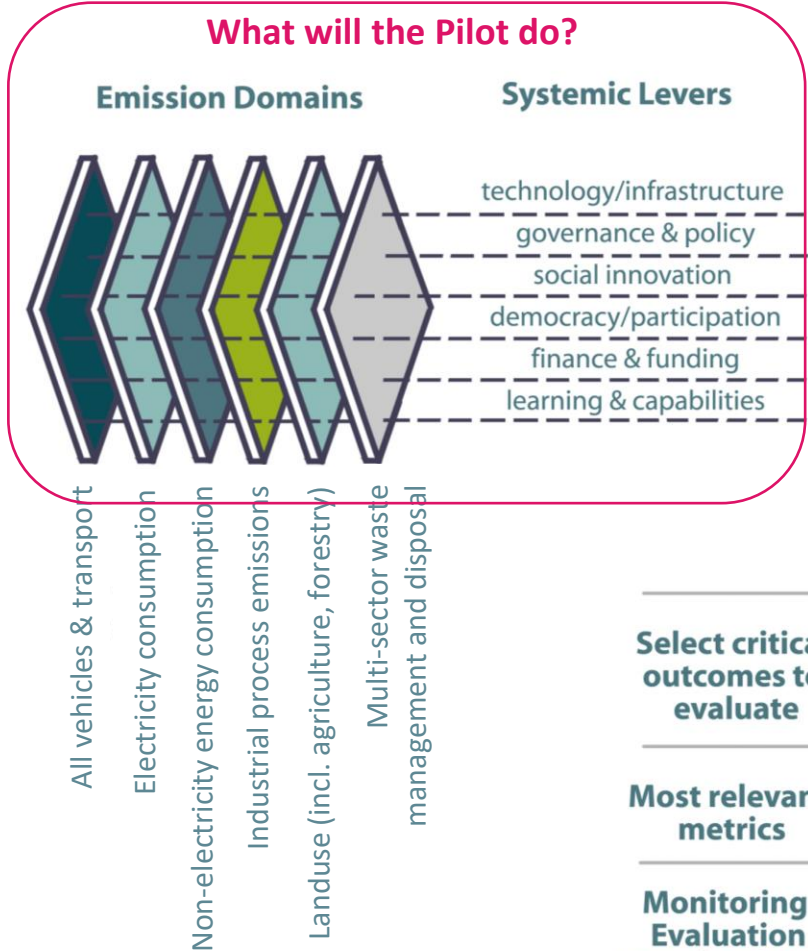 What will the Pilot do?
Emission Domains
Systemic Levers
technology/infrastructure
governance & policy
social innovation
democracy/participation
finance & funding
learning & capabilities
All vehicles & transport
Electricity consumption
Non-electricity energy consumption
Industrial process emissions
Landuse (incl. agriculture, forestry)
Multi-sector waste
management and disposal
Select critica
outcomes to
evaluate
Most relevan
metrics
Monitoring,
Evaluation